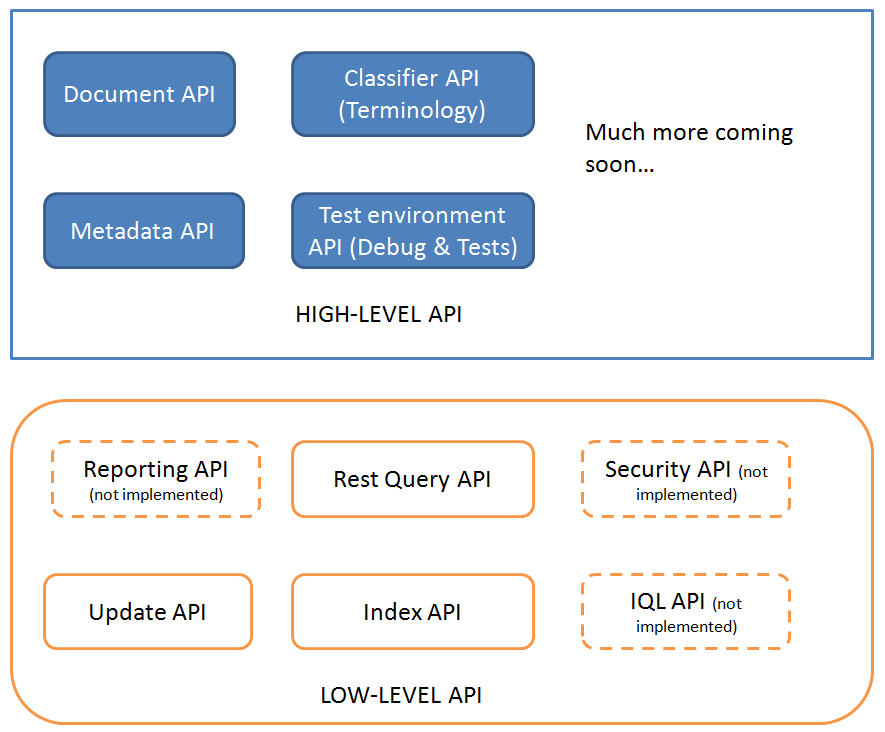 Document API
Classifier API
(Terminology)
Much more coming
soon…
Metadata API
Test environment
API (Debug & Tests)
HIGH-LEVEL API
Reporting API
(not implemented)
Rest Query API
Security API (not
implemented)
Update API
Index API
IQL API (not
implemented)
LOW-LEVEL API